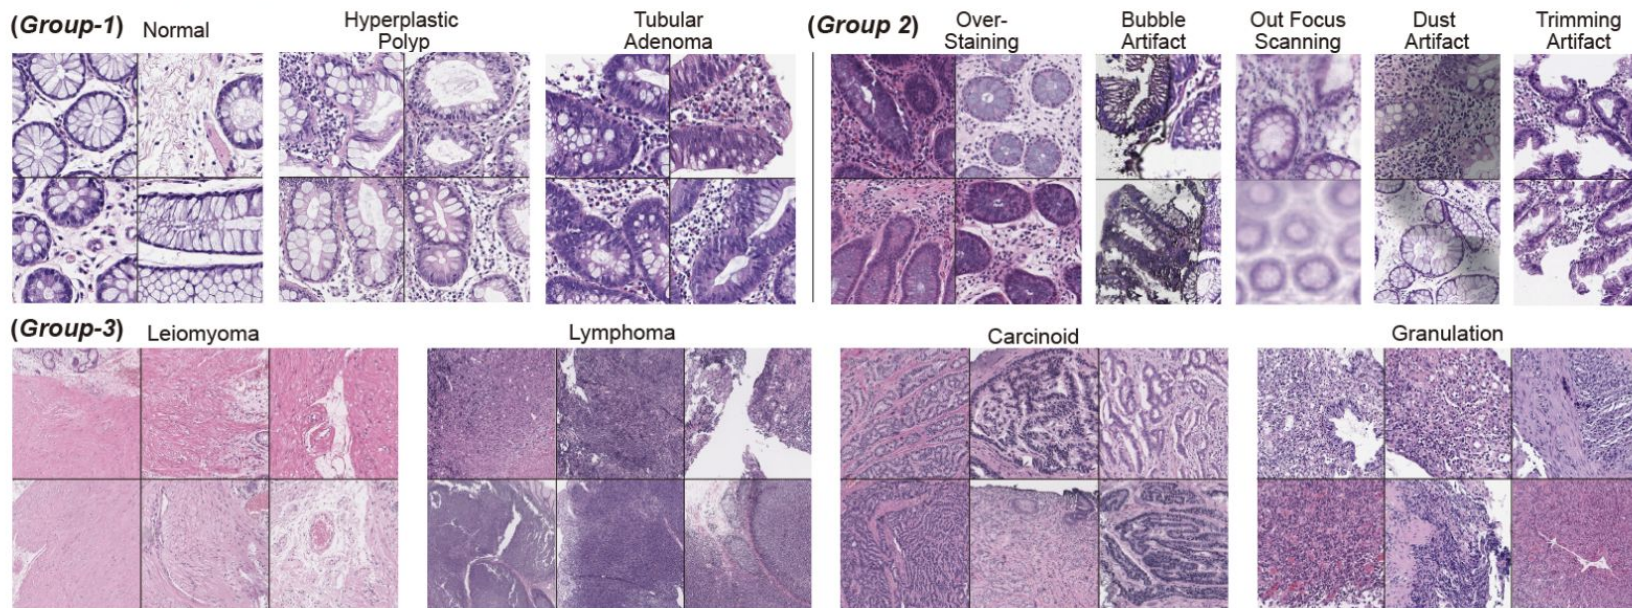 (Group-1)
Normal
Hyperplastic
Polyp
Tubular
Adenoma
(Group 2)
Over-
Staining
Bubble
Artifact
Out Focus
Scanning
Dust
Artifact
Trimming
Artifact
(Group-3)
Leiomyoma
Lymphoma
Carcinoid
Granulation